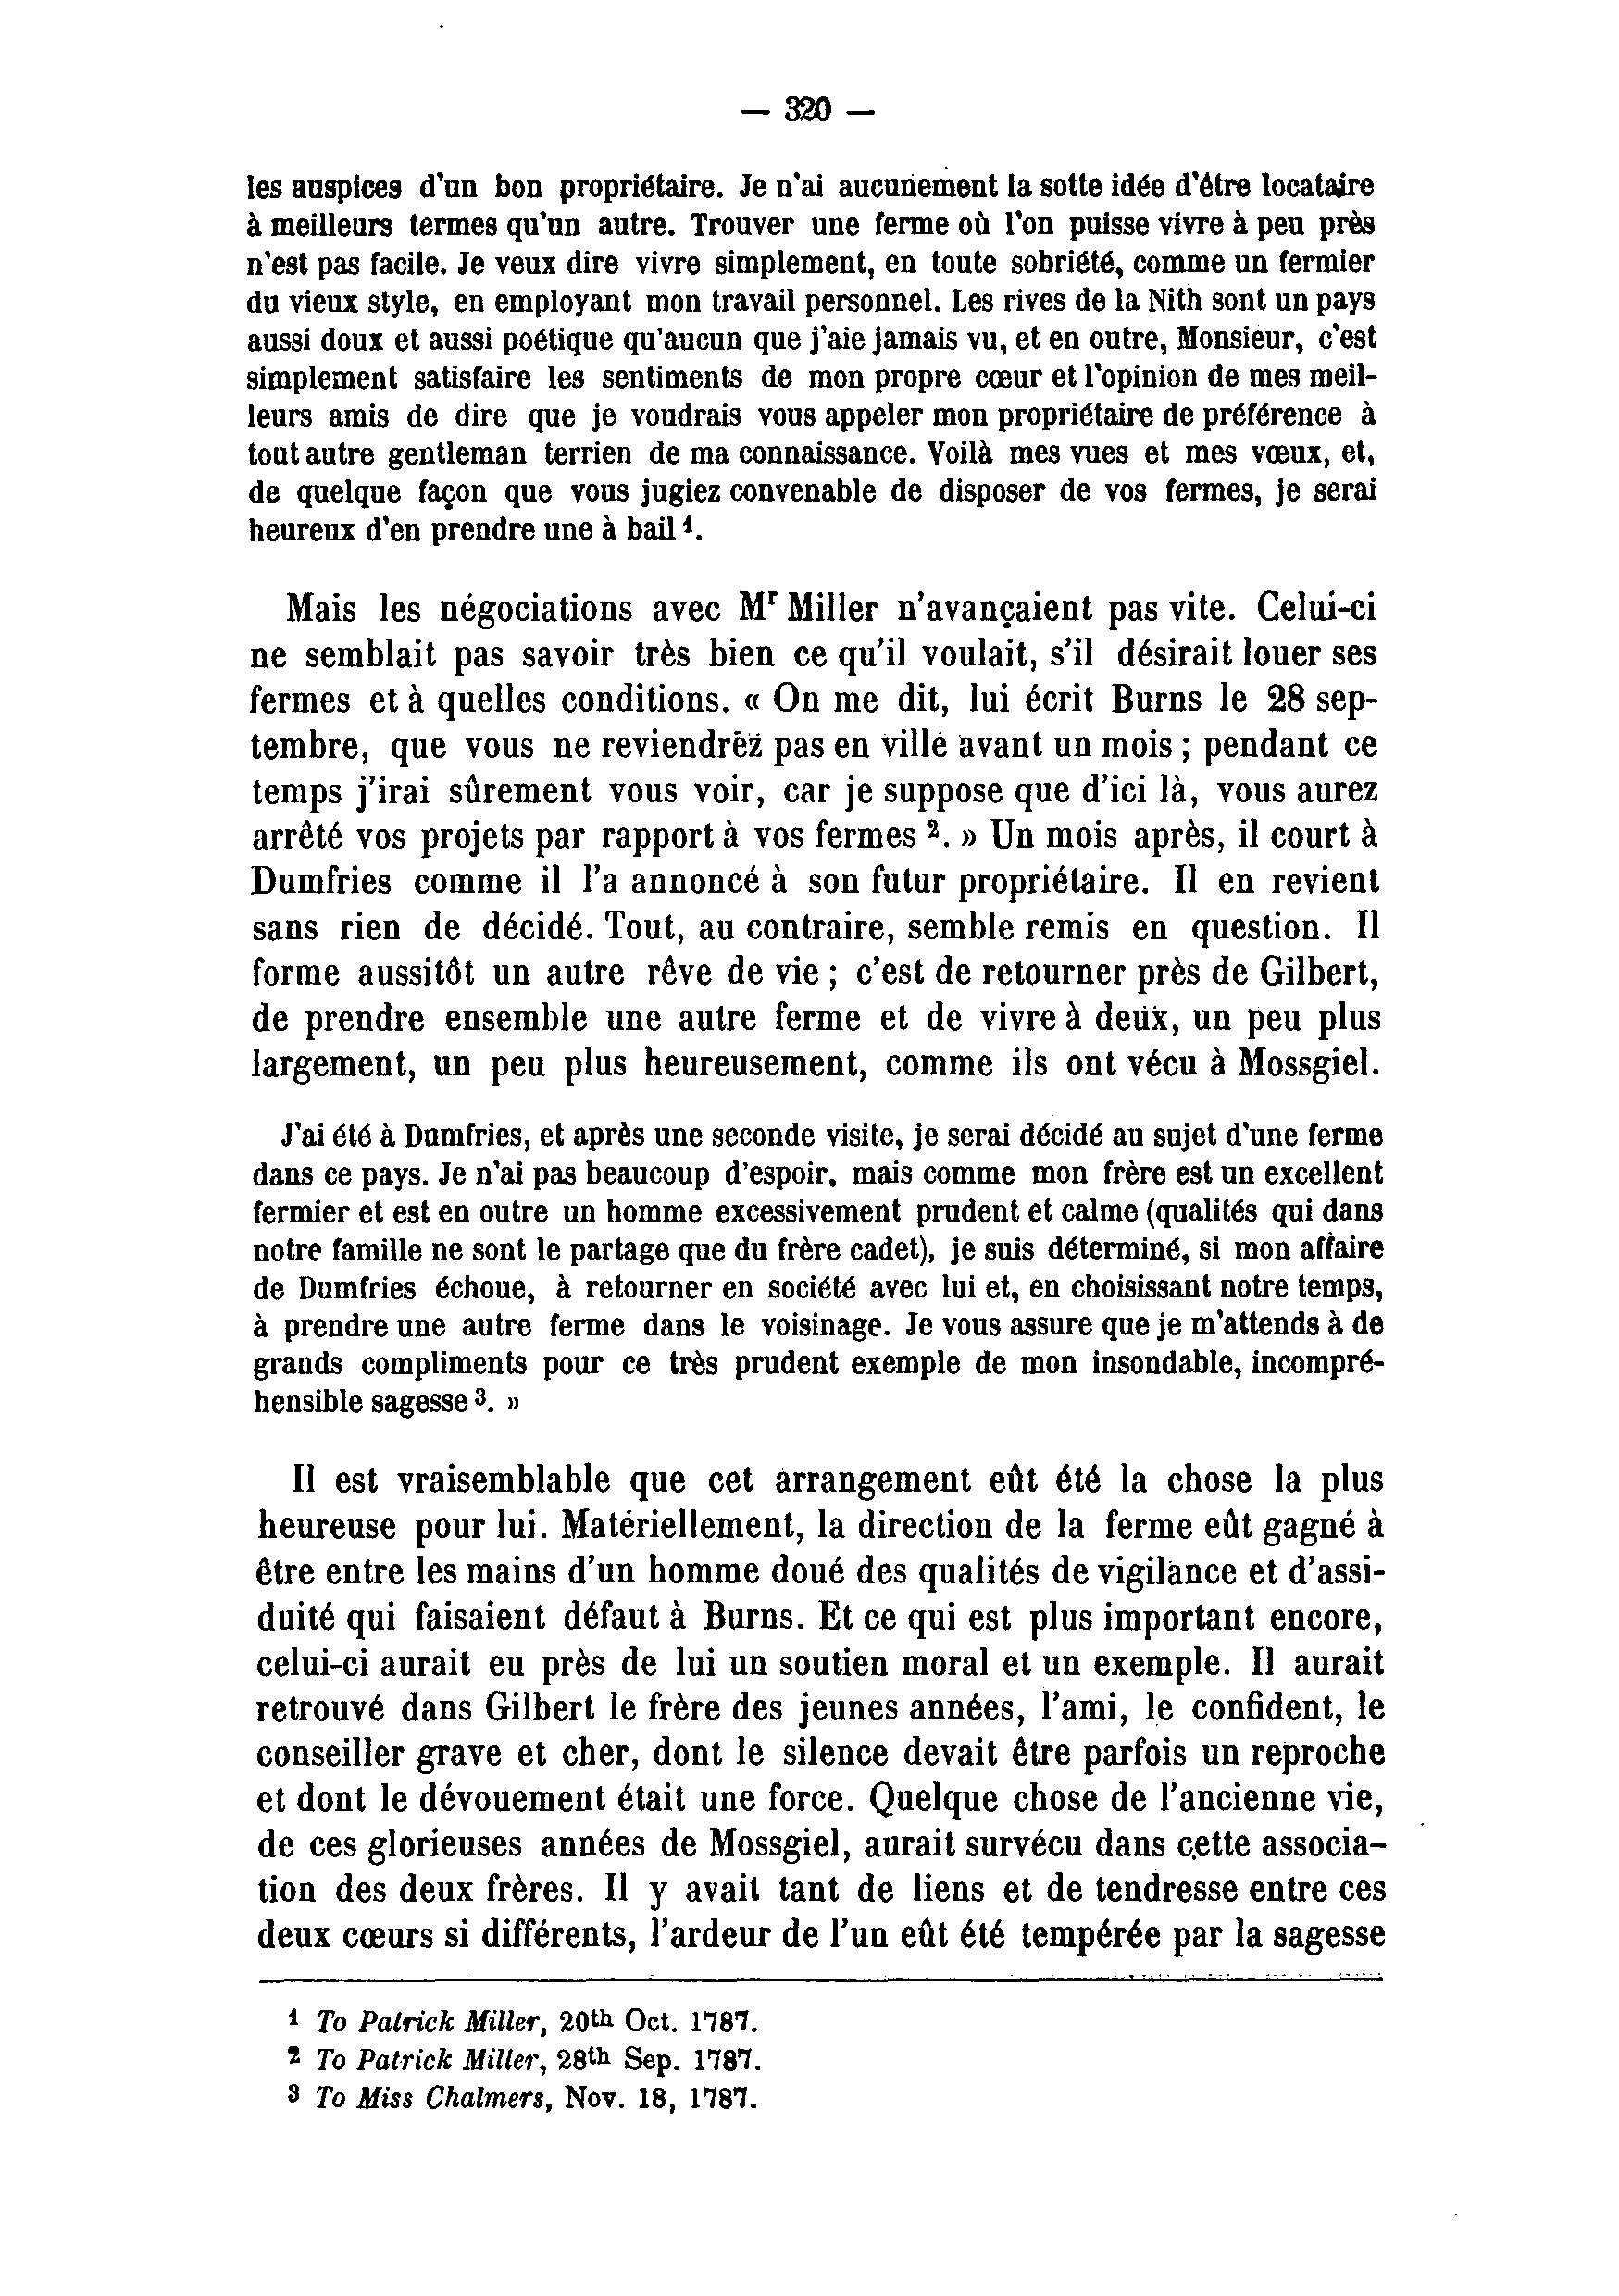 — 320 —
les auspices d'un bon propriétaire. Je n'ai aucunement la sotte idée d'être locataire
à meilleurs termes qu'un autre. Trouver une ferme où l'on puisse vivre à peu près
n'est pas facile. Je veux dire vivre simplement, en toute sobriété, comme un fermier
du vieux style, en employant mon travail personnel. Les rives de la Nith sont un pays
aussi doux et aussi poétique qu'aucun que j'aie jamais vu, et en outre, Monsieur, c'est
simplement satisfaire les sentiments de mon propre cœur et l'opinion de mes meil-
leurs amis de dire que je voudrais vous appeler mon propriétaire de préférence à
tout autre gentleman terrien de ma connaissance. Voilà mes vues et mes vœux, et,
de quelque façon que vous jugiez convenable de disposer de vos fermes, je serai
heureux d'en prendre une à bail 1.
Mais les négociations avec Mr Miller n'avançaient pas vite. Celui-ci
ne semblait pas savoir très bien ce qu'il voulait, s'il désirait louer ses
fermes et à quelles conditions. « On me dit, lui écrit Burns le 28 sep-
tembre, que vous ne reviendrez pas en ville avant un mois ; pendant ce
temps j'irai sûrement vous voir, car je suppose que d'ici là, vous aurez
arrêté vos projets par rapport à vos fermes 2. » Un mois après, il court à
Dumfries comme il l'a annoncé à son futur propriétaire. Il en revient
sans rien de décidé. Tout, au contraire, semble remis en question. Il
forme aussitôt un autre rêve de vie ; c'est de retourner près de Gilbert,
de prendre ensemble une autre ferme et de vivre à deux, un peu plus
largement, un peu plus heureusement, comme ils ont vécu à Mossgiel.
J'ai été à Dumfries, et après une seconde visite, je serai décidé au sujet d'une ferme
dans ce pays. Je n'ai pas beaucoup d'espoir, mais comme mon frère est un excellent
fermier et est en outre un homme excessivement prudent et calme (qualités qui dans
notre famille ne sont le partage que du frère cadet), je suis déterminé, si mon affaire
de Dumfries échoue, à retourner en société avec lui et, en choisissant notre temps,
à prendre une autre ferme dans le voisinage. Je vous assure que je m'attends à de
grands compliments pour ce très prudent exemple de mon insondable, incompré-
hensible sagesse 3. »
Il est vraisemblable que cet arrangement eût été la chose la plus
heureuse pour lui. Matériellement, la direction de la ferme eût gagné à
être entre les mains d'un homme doué des qualités de vigilance et d'assi-
duité qui faisaient défaut à Burns. Et ce qui est plus important encore,
celui-ci aurait eu près de lui un soutien moral et un exemple. Il aurait
retrouvé dans Gilbert le frère des jeunes années, l'ami, le confident, le
conseiller grave et cher, dont le silence devait être parfois un reproche
et dont le dévouement était une force. Quelque chose de l'ancienne vie,
de ces glorieuses années de Mossgiel, aurait survécu dans cette associa-
tion des deux frères. Il y avait tant de liens et de tendresse entre ces
deux cœurs si différents, l'ardeur de l'un eût été tempérée par la sagesse
1 To Patrick Miller, 20th Oct. 1787.
2 To Patrick Miller, 28th Sep. 1787.
3 To Miss Chalmers, Nov. 18, 1787.